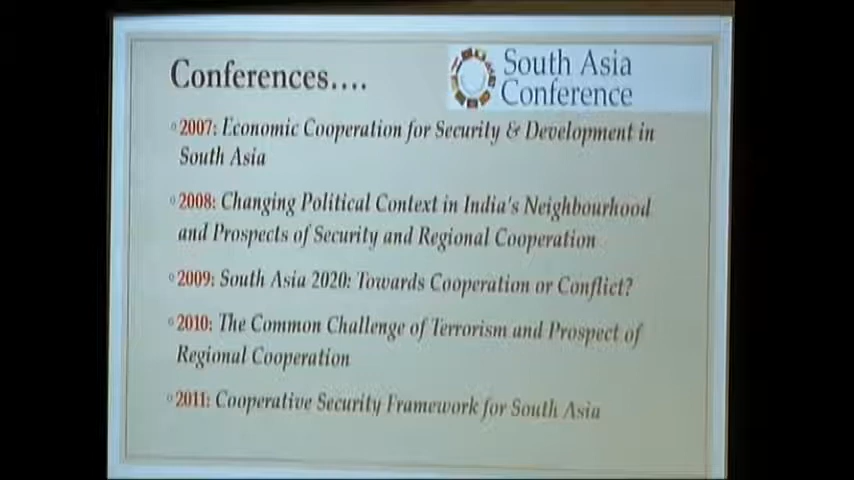 Conferences....
South Asia
Conference
2007: Economic Cooperation for Security & Development in
South Asia
2008: Changing Political Context in India's Neighbourhood
and Prospects of Security and Regional Cooperation
2009: South Asia 2020: Towards Cooperation or Conflict?
2010: The Common Challenge of Terrorism and Prospect of
Regional Cooperation
2011: Cooperative Security Framework for South Asia